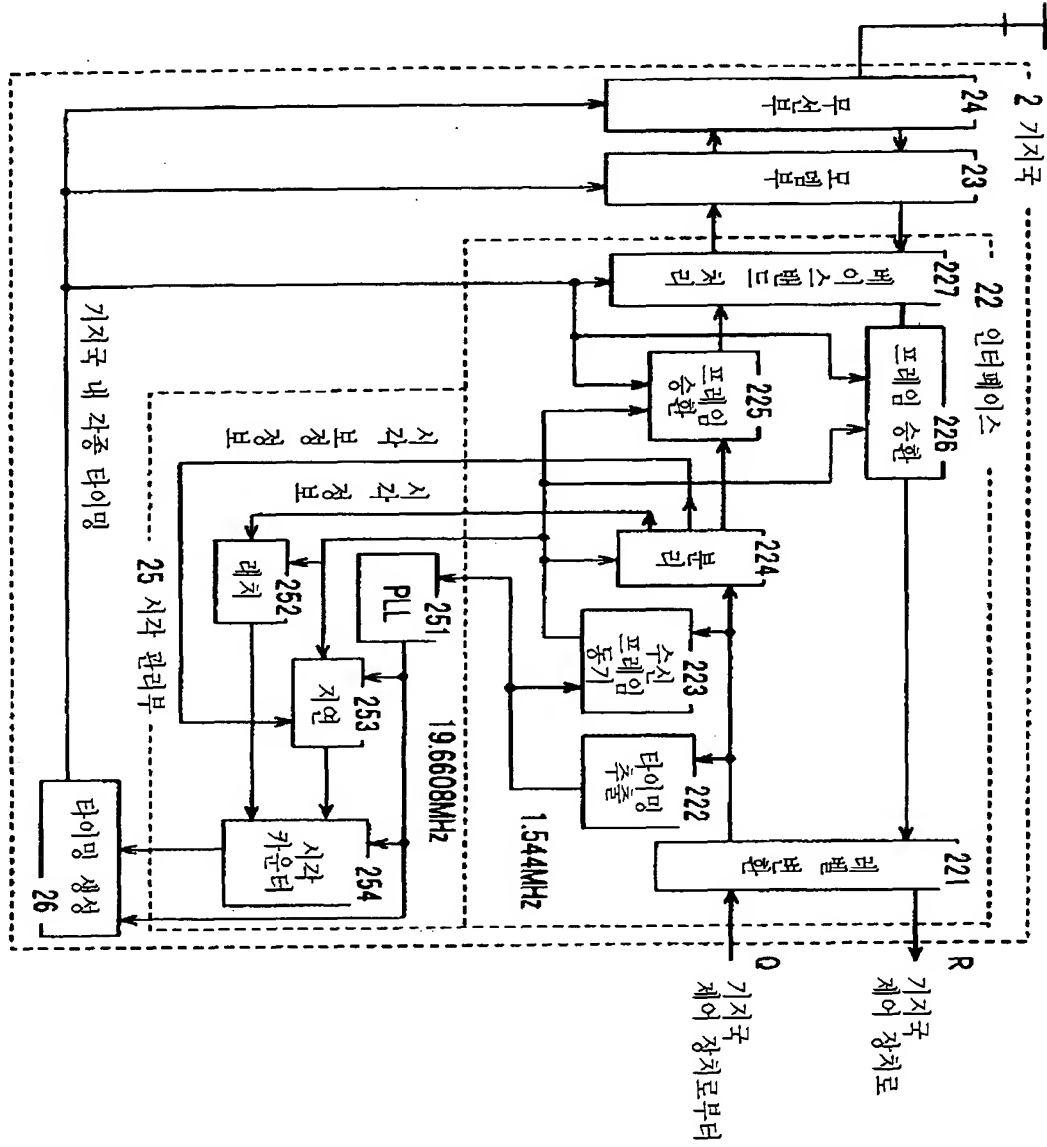 2 기지국
24
무선부
23
모뎀부
22 인터페이스
227
베이스밴드 처리
226
프레임 승환
225
프레임
승환
224
분리
223
수신
프레임
동기
222
타이밍
추출
221
레벨 변환
1.544MHz
19.6608MHz
시각 보정 정보
시각 정보
251
PLL
252
래치
253
지연
254
시각
카운터
25 시각 관리부
기지국 내 각종 타이밍
타이밍 생성
26
R
기지국
제어 장치로
Q
기지국
제어 장치로부터